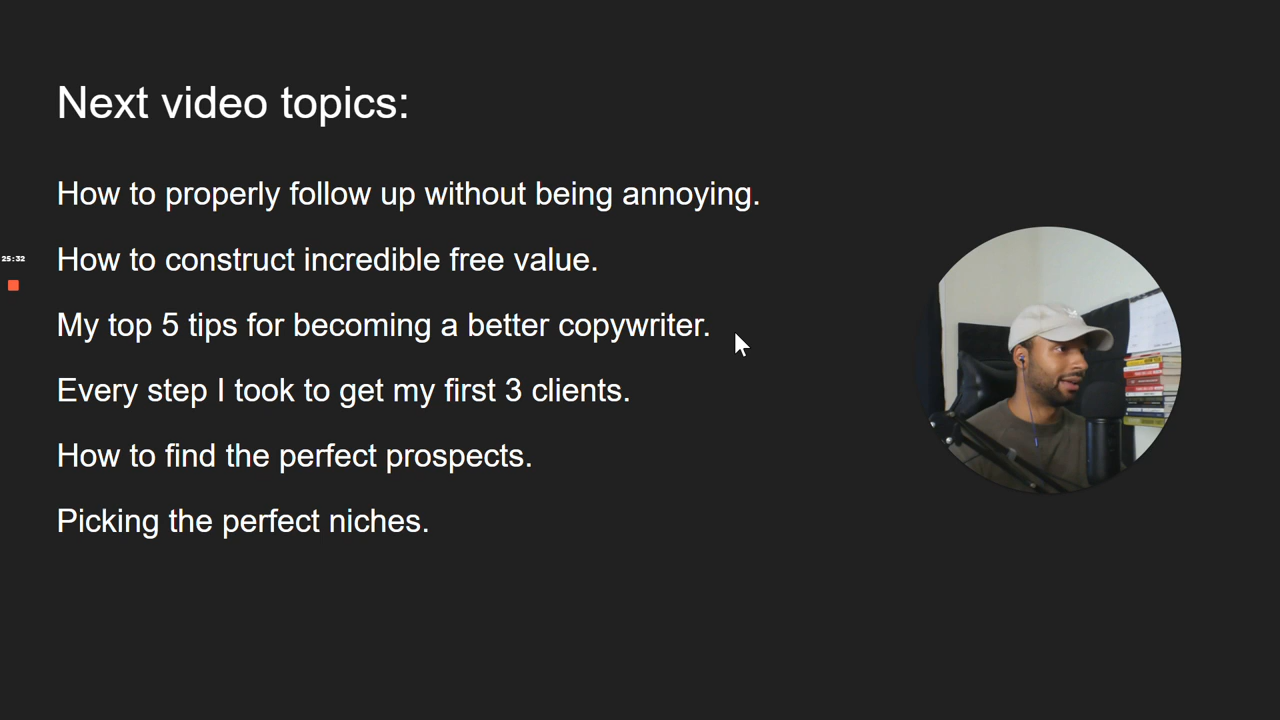 Next video topics:
How to properly follow up without being annoying.
25:32
How to construct incredible free value.
My top 5 tips for becoming a better copywriter.
Every step I took to get my first 3 clients.
How to find the perfect prospects.
Picking the perfect niches.